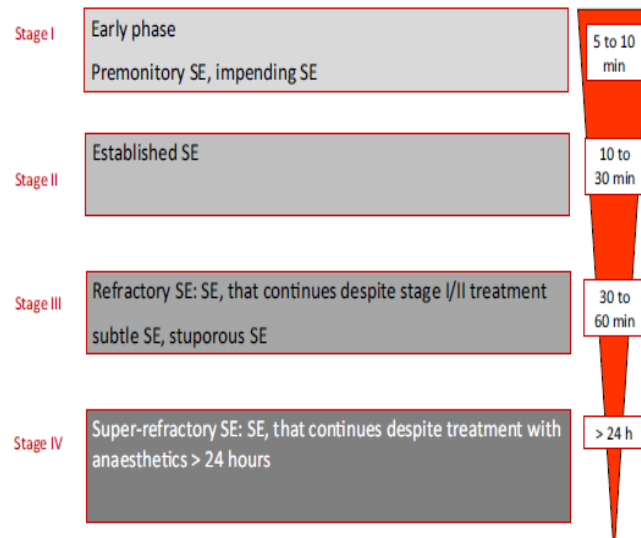 Stage I
Early phase
Premonitory SE, impending SE
5 to 10
min
Stage II
Established SE
10 to
30 min
Stage III
Refractory SE: SE, that continues despite stage I/II treatment
subtle SE, stuporous SE
30 to
60 min
Stage IV
Super-refractory SE: SE, that continues despite treatment with
anaesthetics > 24 hours
> 24 h